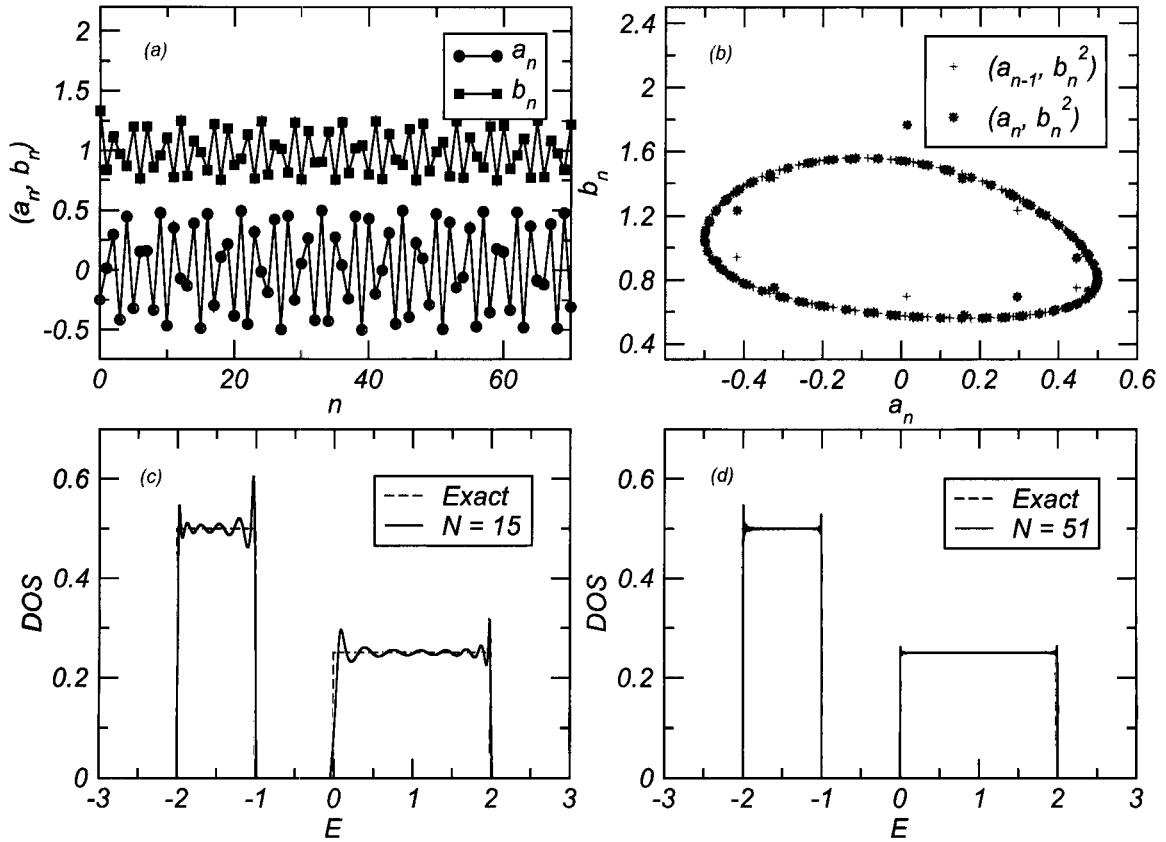 (a)
a_n
b_n
(a_n, b_n)
2
1.5
1
0.5
0
-0.5
0 20 40 60
n
(b)
(a_{n-1}, b_n^2)
(a_n, b_n^2)
b_n
2.4
2
1.6
1.2
0.8
0.4
-0.4 -0.2 0 0.2 0.4 0.6
a_n
(c)
Exact
N = 15
DOS
0.6
0.4
0.2
0
-3 -2 -1 0 1 2 3
E
(d)
Exact
N = 51
DOS
0.6
0.4
0.2
0
-3 -2 -1 0 1 2 3
E